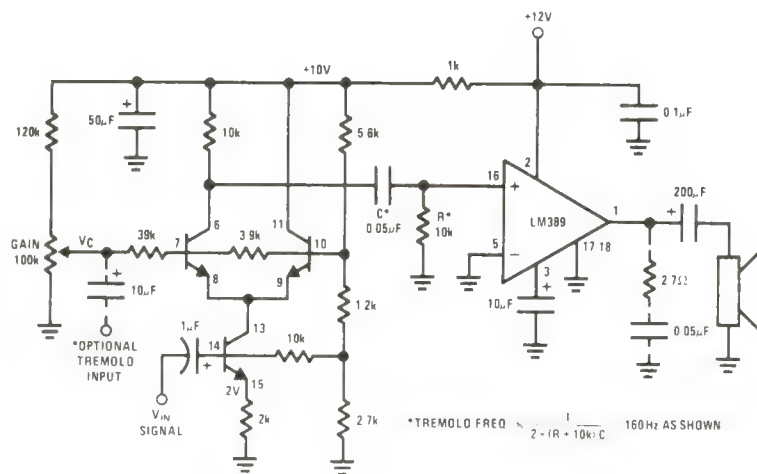 +12V
+10V
1k
50μF
120k
10k
5.6k
0.1μF
2
16
+
C*
0.05μF
R*
10k
LM389
1
200μF
+
5
−
17
18
3
+
10μF
2.7Ω
0.05μF
GAIN
100k
VC
39k
6
7
8
3.9k
11
10
9
+
10μF
*OPTIONAL
TREMOLO
INPUT
1.2k
13
1μF
14
+
10k
15
2V
2k
2.7k
VIN
SIGNAL
*TREMOLO FREQ
1
(R + 10k) C
160Hz AS SHOWN